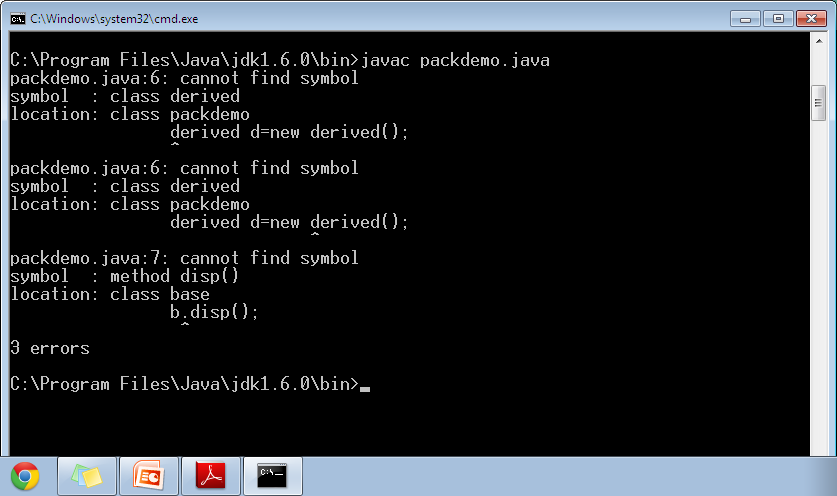 C:\Windows\system32\cmd.exe
C:\Program Files\Java\jdk1.6.0\bin>javac packdemo.java
packdemo.java:6: cannot find symbol
symbol  : class derived
location: class packdemo
                derived d=new derived();
                ^
packdemo.java:6: cannot find symbol
symbol  : class derived
location: class packdemo
                derived d=new derived();
                              ^
packdemo.java:7: cannot find symbol
symbol  : method disp()
location: class base
                b.disp();
                 ^
3 errors
C:\Program Files\Java\jdk1.6.0\bin>_